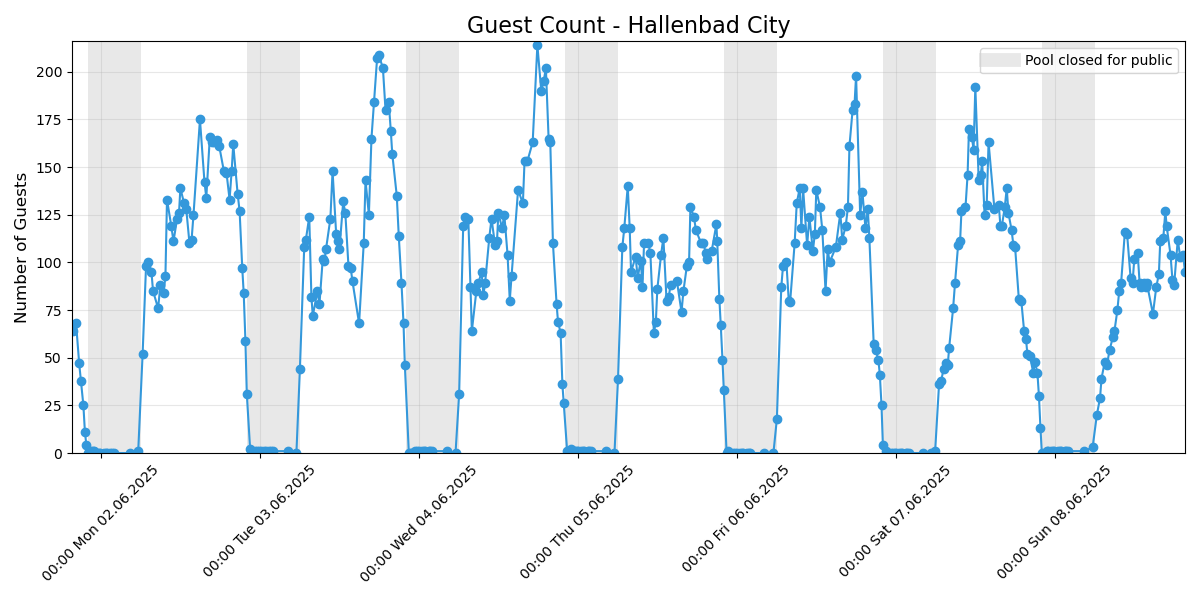 Guest Count - Hallenbad City
Pool closed for public
Number of Guests
200
175
150
125
100
75
50
25
0
00:00 Mon 02.06.2025
00:00 Tue 03.06.2025
00:00 Wed 04.06.2025
00:00 Thu 05.06.2025
00:00 Fri 06.06.2025
00:00 Sat 07.06.2025
00:00 Sun 08.06.2025